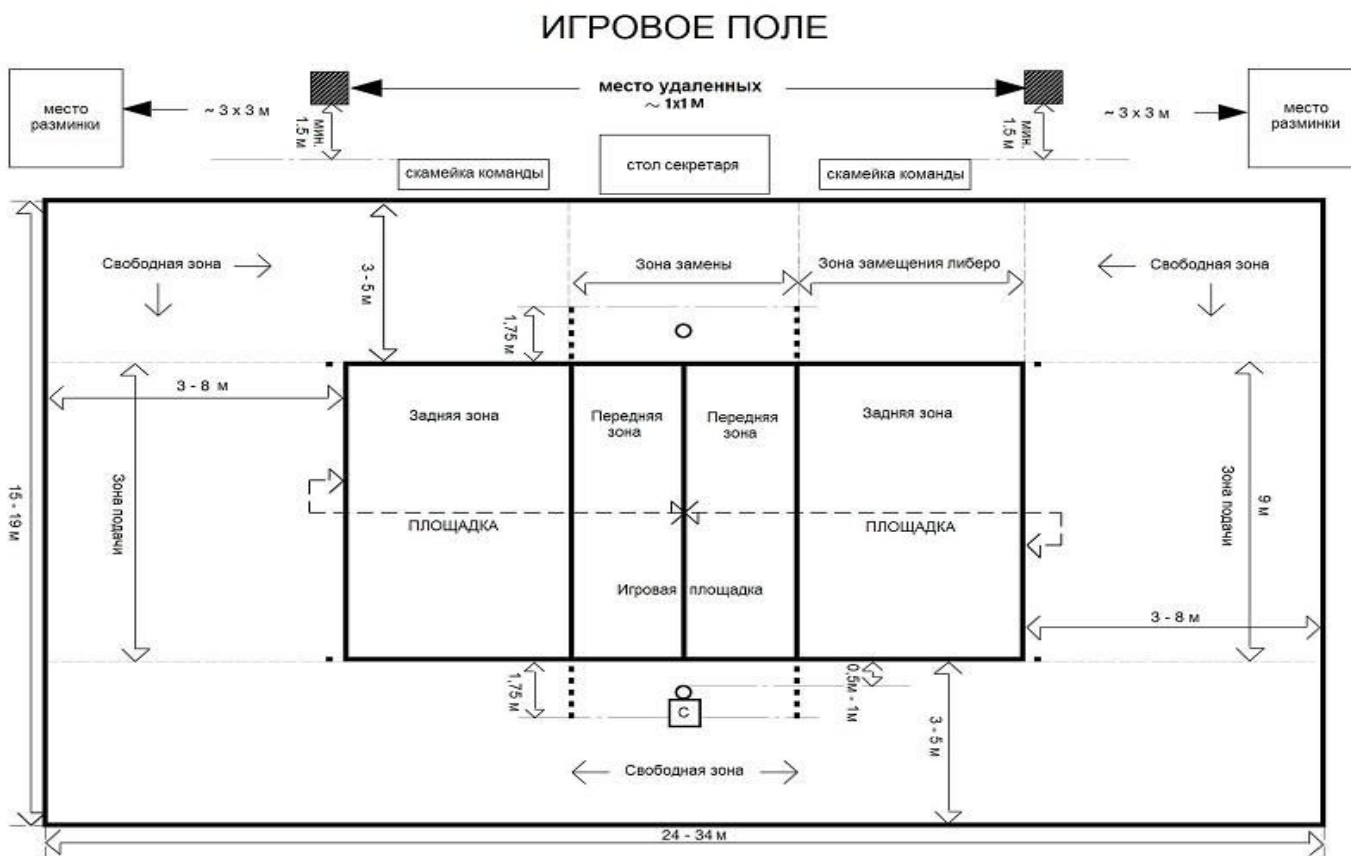 ИГРОВОЕ ПОЛЕ
место
разминки
~ 3 х 3 м
мин.
1.5 м
место удаленных
~ 1х1 м
мин.
1.5 м
~ 3 х 3 м
место
разминки
скамейка команды
стол секретаря
скамейка команды
Свободная зона
3 - 5 м
Зона замены
Зона замещения либеро
Свободная зона
1,75 м
3 - 8 м
Задняя зона
Передняя
зона
Передняя
зона
Задняя зона
15 - 19 м
Зона подачи
ПЛОЩАДКА
ПЛОЩАДКА
Зона подачи
9 м
Игровая площадка
3 - 8 м
1,75 м
С
0,5м - 1м
3 - 5 м
Свободная зона
24 - 34 м